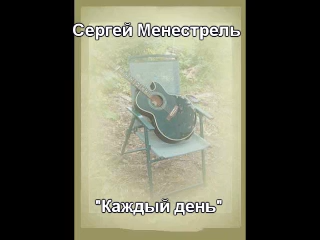 Сергей Менестрель
"Каждый день"